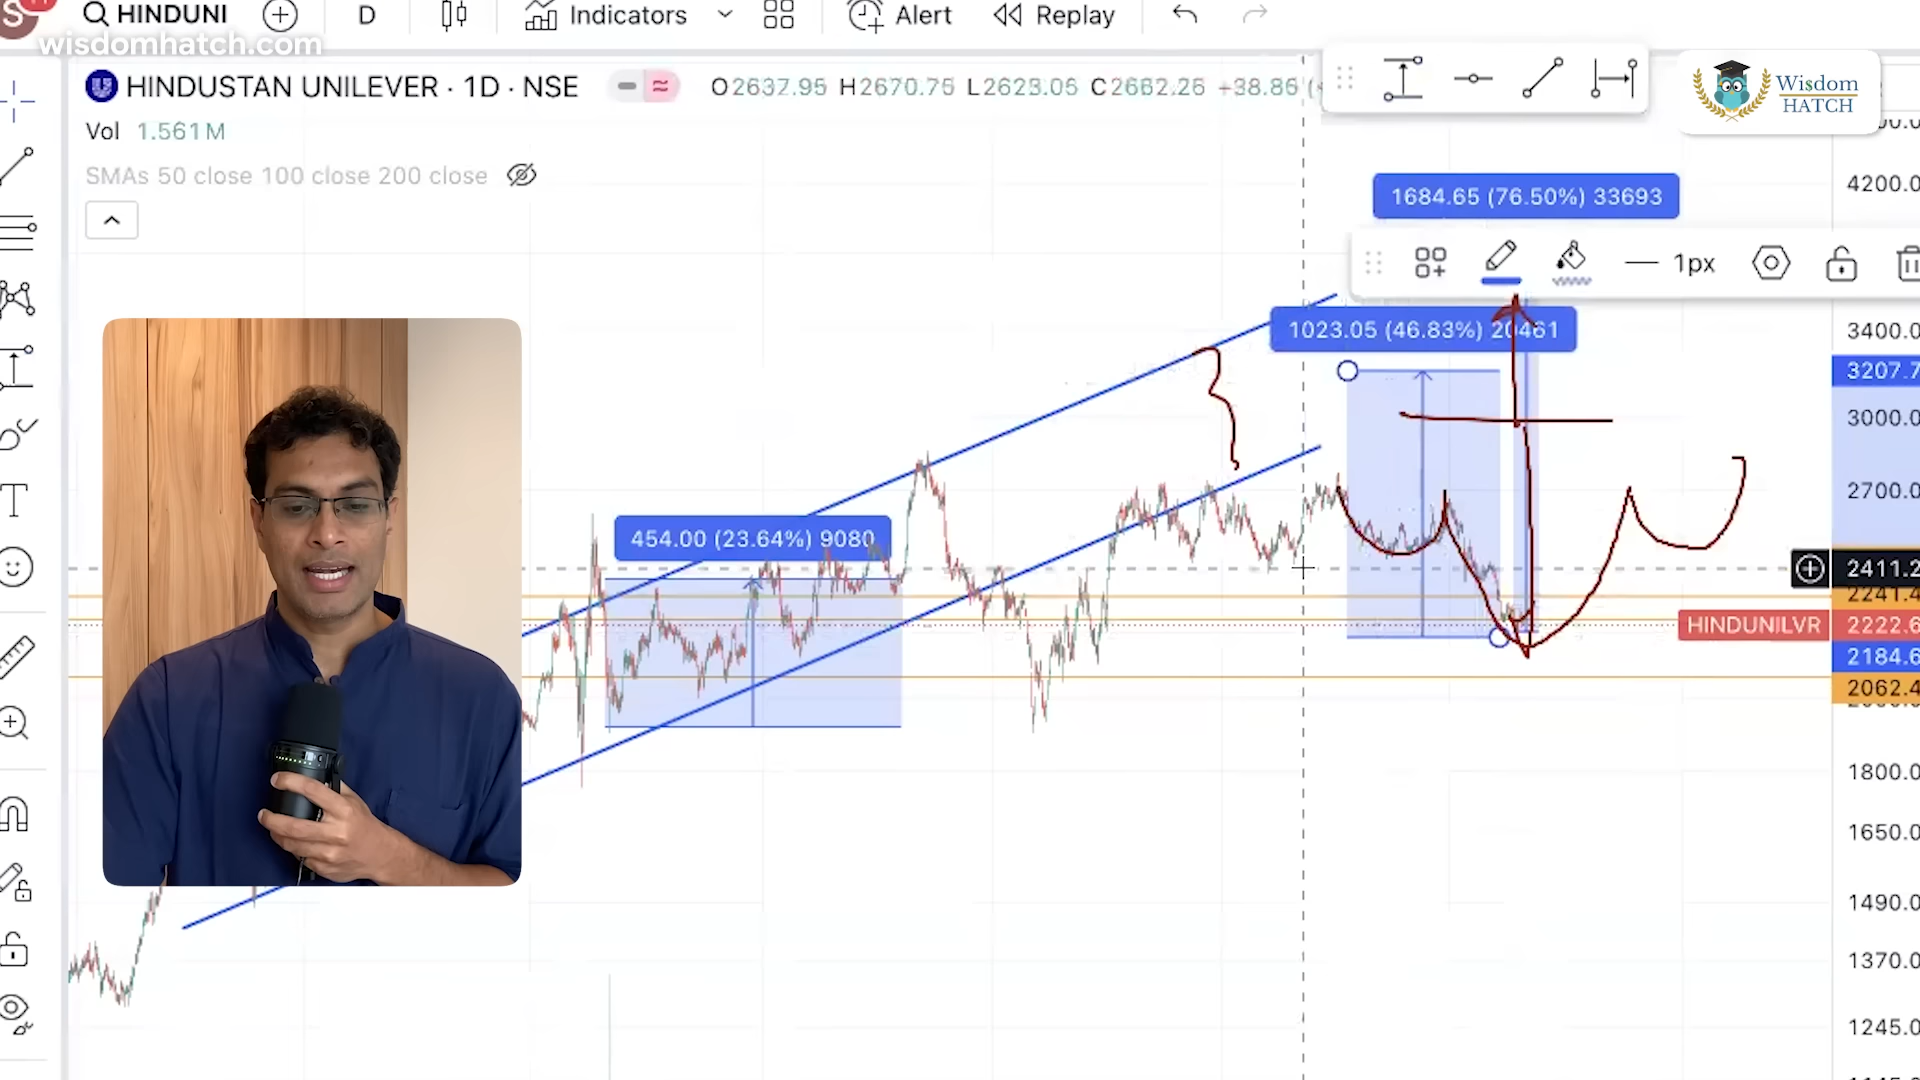 HINDUNI
D
Indicators
Alert
Replay
wisdomhatch.com
HINDUSTAN UNILEVER · 1D · NSE
O2637.95 H2670.75 L2623.05 C2662.25 +38.85
Vol 1.561M
SMAs 50 close 100 close 200 close
Wisdom
HATCH
4200.0
1684.65 (76.50%) 33693
1px
1023.05 (46.83%) 20461
3400.0
3207.7
3000.0
2700.0
454.00 (23.64%) 9080
2411.2
2241.4
HINDUNILVR
2222.6
2184.6
2062.4
1800.0
1650.0
1490.0
1370.0
1245.0